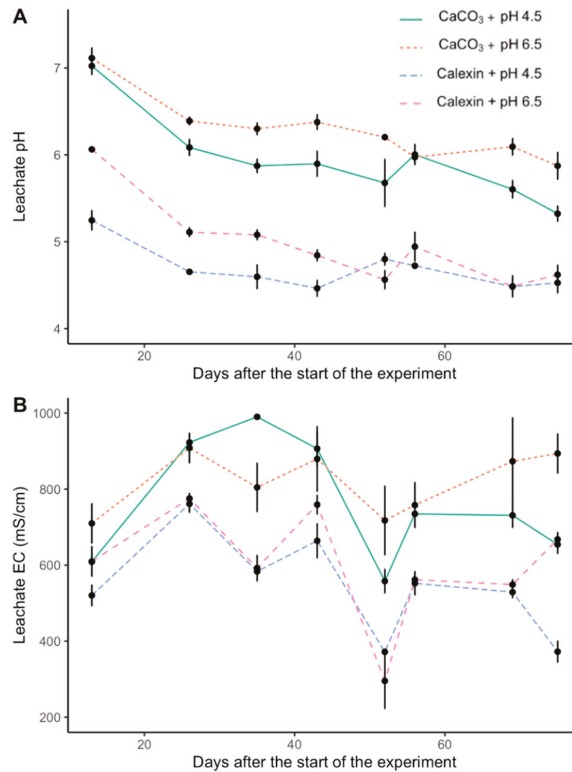 A
CaCO₃ + pH 4.5
CaCO₃ + pH 6.5
Calexin + pH 4.5
Calexin + pH 6.5
7
6
5
4
Leachate pH
20
40
60
Days after the start of the experiment
B
1000
800
600
400
200
Leachate EC (mS/cm)
20
40
60
Days after the start of the experiment